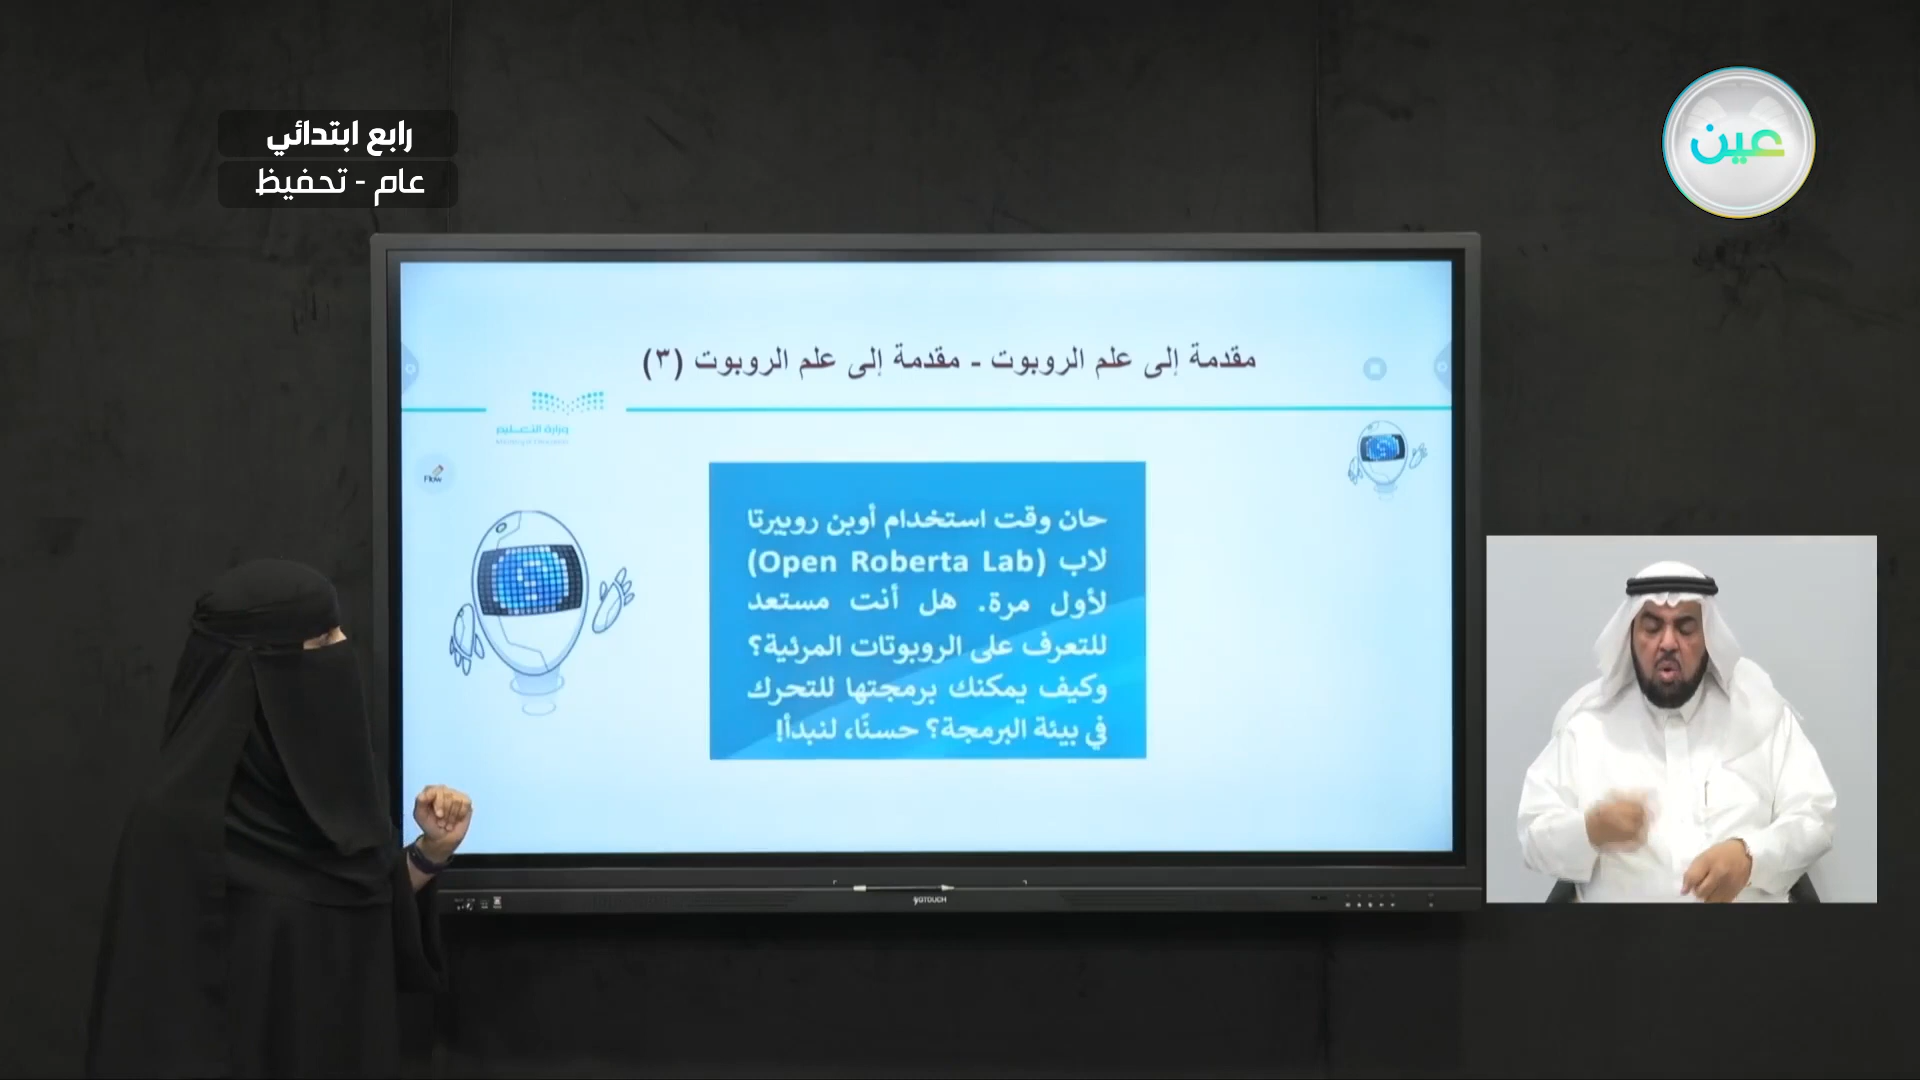 رابع ابتدائي
عام - تحفيظ
عين
مقدمة إلى علم الروبوت - مقدمة إلى علم الروبوت (٣)
وزارة التعليم
Flow
حان وقت استخدام أوبن روبيرتا
لاب (Open Roberta Lab)
لأول مرة. هل أنت مستعد
للتعرف على الروبوتات المرئية؟
وكيف يمكنك برمجتها للتحرك
في بيئة البرمجة؟ حسنًا، لنبدأ!